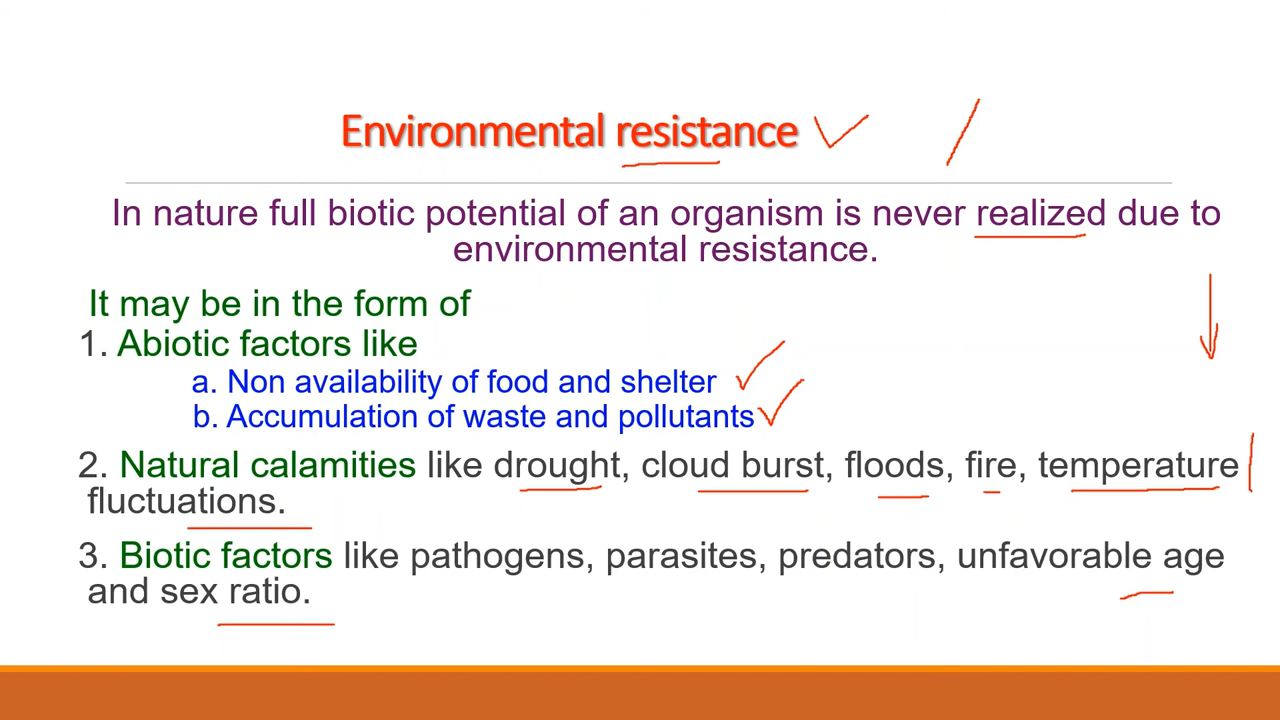 Environmental resistance
In nature full biotic potential of an organism is never realized due to
environmental resistance.
It may be in the form of
1. Abiotic factors like
a. Non availability of food and shelter
b. Accumulation of waste and pollutants
2. Natural calamities like drought, cloud burst, floods, fire, temperature
fluctuations.
3. Biotic factors like pathogens, parasites, predators, unfavorable age
and sex ratio.